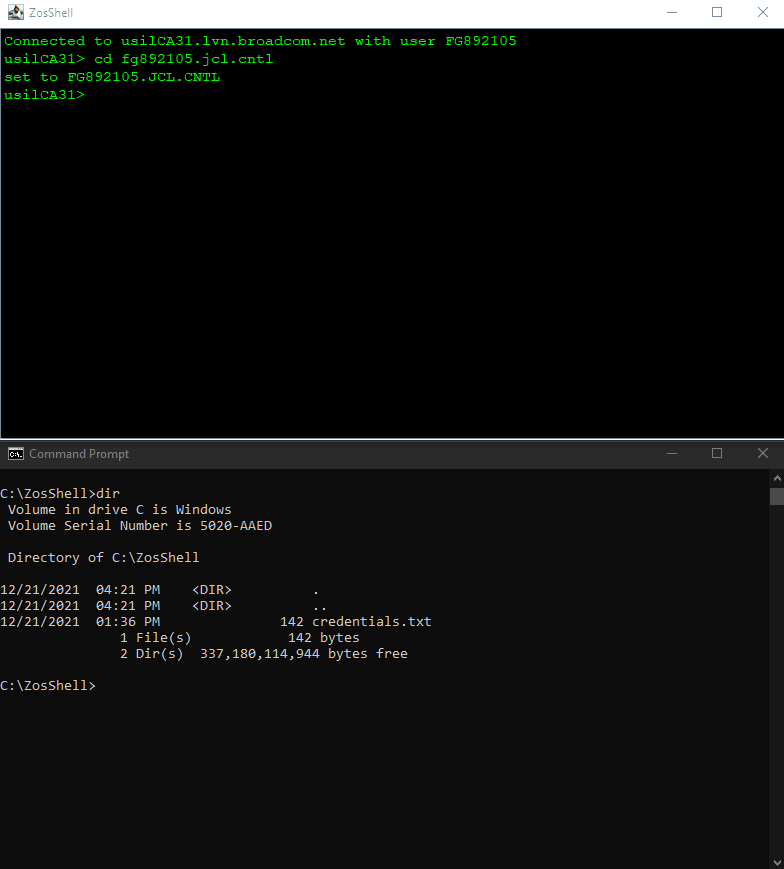 ZosShell
Connected to usilCA31.lvn.broadcom.net with user FG892105
usilCA31> cd fg892105.jcl.cntl
set to FG892105.JCL.CNTL
usilCA31>
Command Prompt
C:\ZosShell>dir
 Volume in drive C is Windows
 Volume Serial Number is 5020-AAED
 Directory of C:\ZosShell
12/21/2021  04:21 PM    <DIR>          .
12/21/2021  04:21 PM    <DIR>          ..
12/21/2021  01:36 PM               142 credentials.txt
               1 File(s)            142 bytes
               2 Dir(s)  337,180,114,944 bytes free
C:\ZosShell>